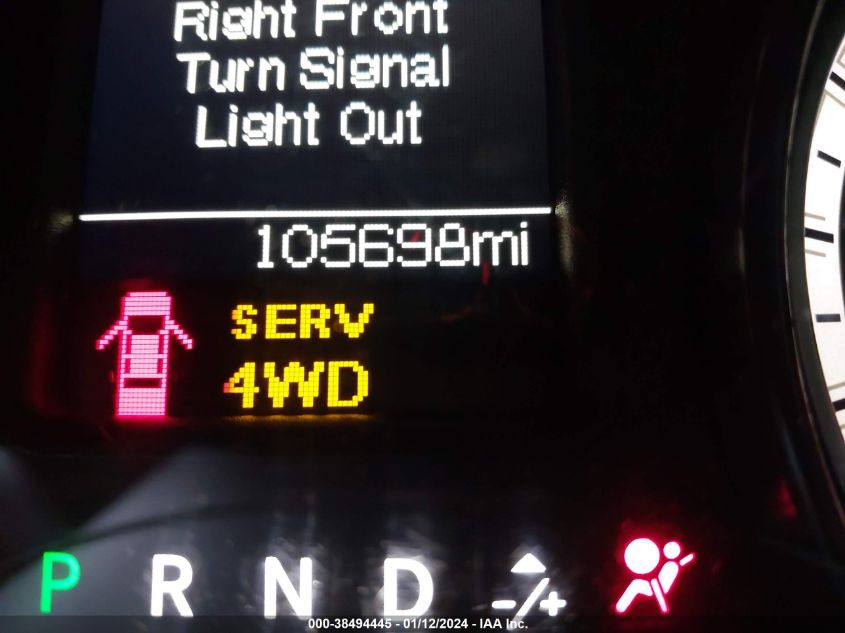 Right Front
Turn Signal
Light Out
105698mi
SERV
4WD
P R N D -/+
000-38494445 - 01/12/2024 - IAA Inc.